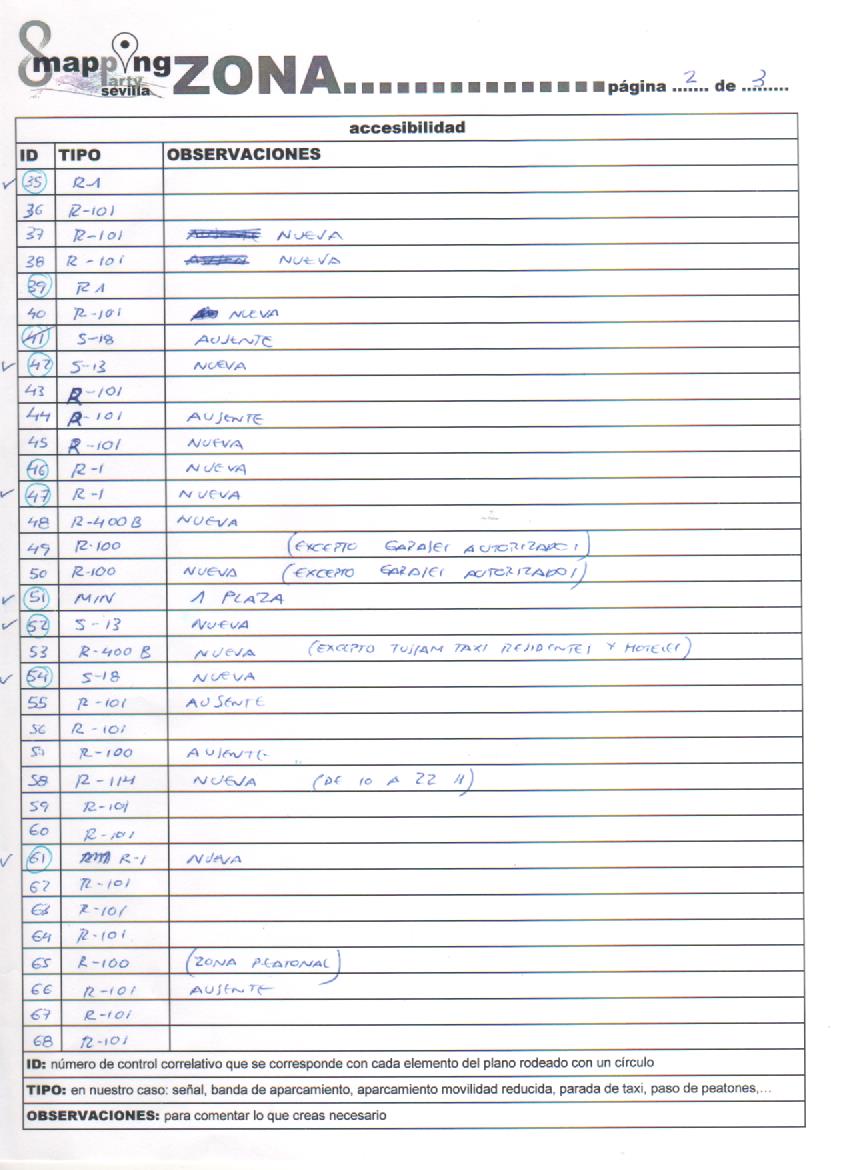 8 mapping party sevilla ZONA................ página 2 de 3
accesibilidad
ID TIPO OBSERVACIONES
35 R-1
36 R-101
37 R-101 NUEVA
38 R-101 NUEVA
39 R1
40 R-101 NUEVA
41 S-18 AUSENTE
42 S-13 NUEVA
43 R-101
44 R-101 AUSENTE
45 R-101 NUEVA
46 R-1 NUEVA
47 R-1 NUEVA
48 R-400 B NUEVA
49 R-100 (EXCEPTO GARAJES AUTORIZADOS)
50 R-100 NUEVA (EXCEPTO GARAJES AUTORIZADOS)
51 MIN 1 PLAZA
52 S-13 NUEVA
53 R-400 B NUEVA (EXCEPTO TUSSAM TAXI RESIDENTES Y HOTELES)
54 S-18 NUEVA
55 R-101 AUSENTE
56 R-101
57 R-100 AUSENTE
58 R-114 NUEVA (DE 10 A 22 H)
59 R-101
60 R-101
61 R-1 NUEVA
62 R-101
63 R-101
64 R-101
65 R-100 (ZONA PEATONAL)
66 R-101 AUSENTE
67 R-101
68 R-101
ID: número de control correlativo que se corresponde con cada elemento del plano rodeado con un círculo
TIPO: en nuestro caso: señal, banda de aparcamiento, aparcamiento movilidad reducida, parada de taxi, paso de peatones,...
OBSERVACIONES: para comentar lo que creas necesario